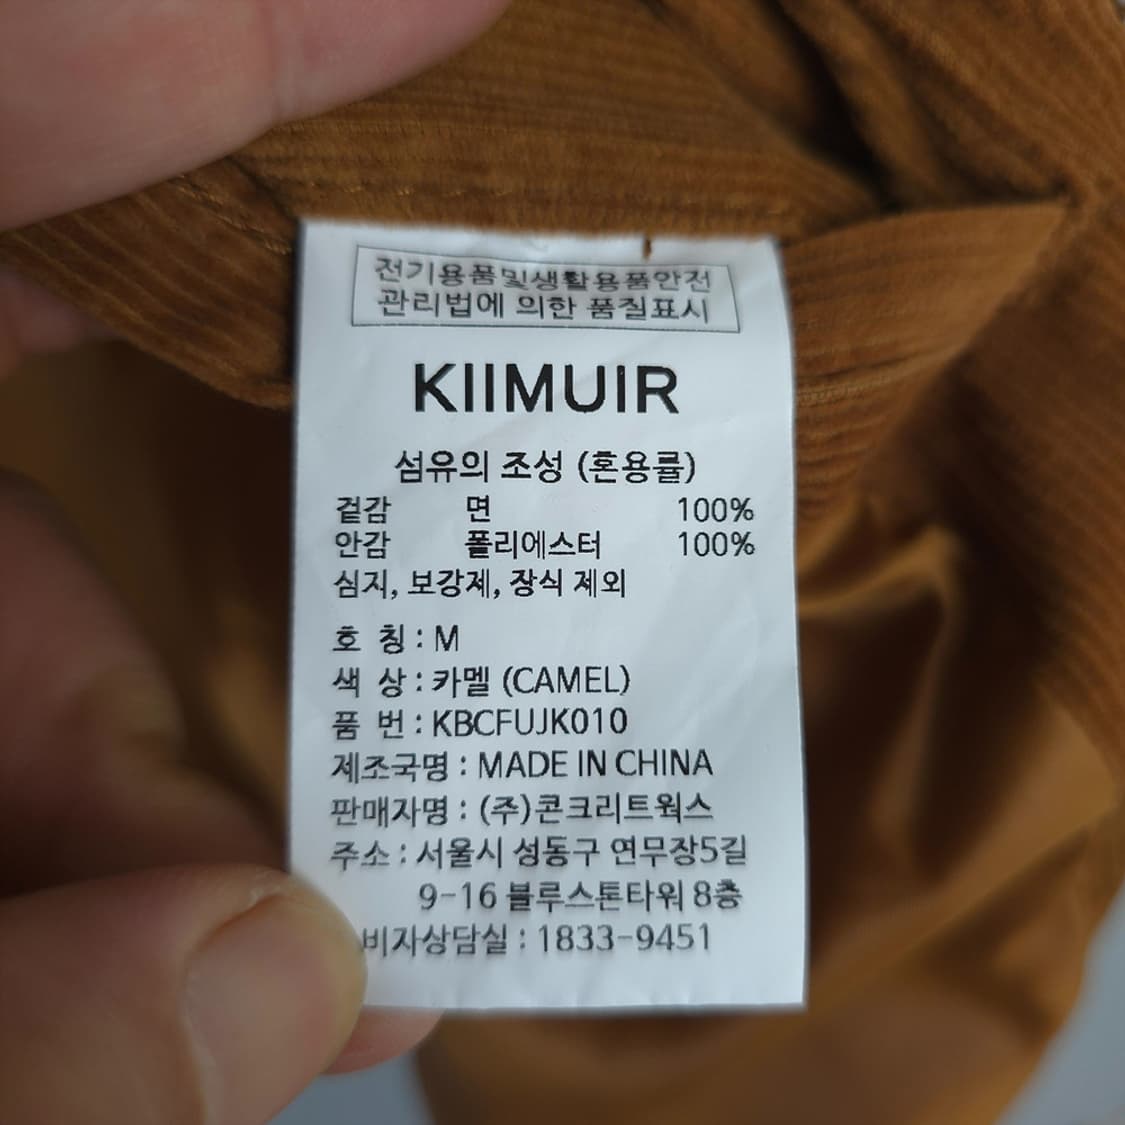 전기용품및생활용품안전
관리법에 의한 품질표시
KIIMUIR
섬유의 조성 (혼용률)
겉감 면 100%
안감 폴리에스터 100%
심지, 보강제, 장식 제외
호 칭 : M
색 상 : 카멜 (CAMEL)
품 번 : KBCFUJK010
제조국명 : MADE IN CHINA
판매자명 : (주)콘크리트웍스
주소 : 서울시 성동구 연무장5길
9-16 블루스톤타워 8층
비자상담실 : 1833-9451